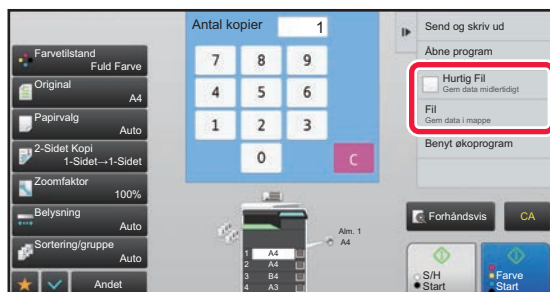 Antal kopier 1
Farvetilstand
Fuld Farve
Original
A4
Papirvalg
Auto
2-Sidet Kopi
1-Sidet→1-Sidet
Zoomfaktor
100%
Belysning
Auto
Sortering/gruppe
Auto
Andet
7 8 9
4 5 6
1 2 3
0 C
Alm. 1
A4
1 A4
2 A4
3 B4
4 A3
Send og skriv ud
Åbne program
Hurtig Fil
Gem data midlertidigt
Fil
Gem data i mappe
Benyt økoprogram
Forhåndsvis
CA
S/H
Start
Farve
Start